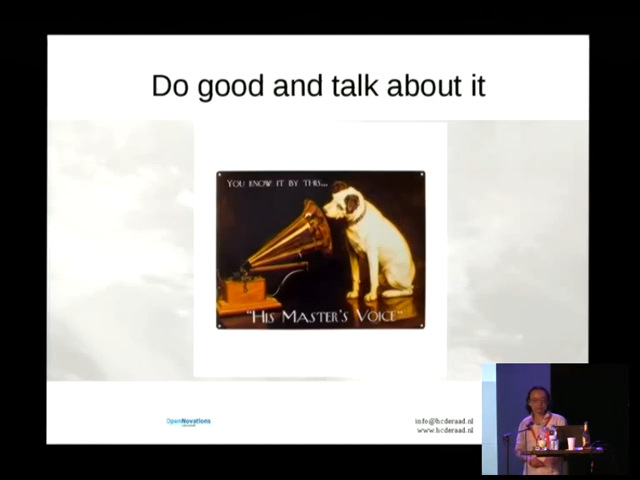 Do good and talk about it
YOU KNOW IT BY THIS...
"HIS MASTER'S VOICE"
OpenNovations
info@hcderaad.nl
www.hcderaad.nl